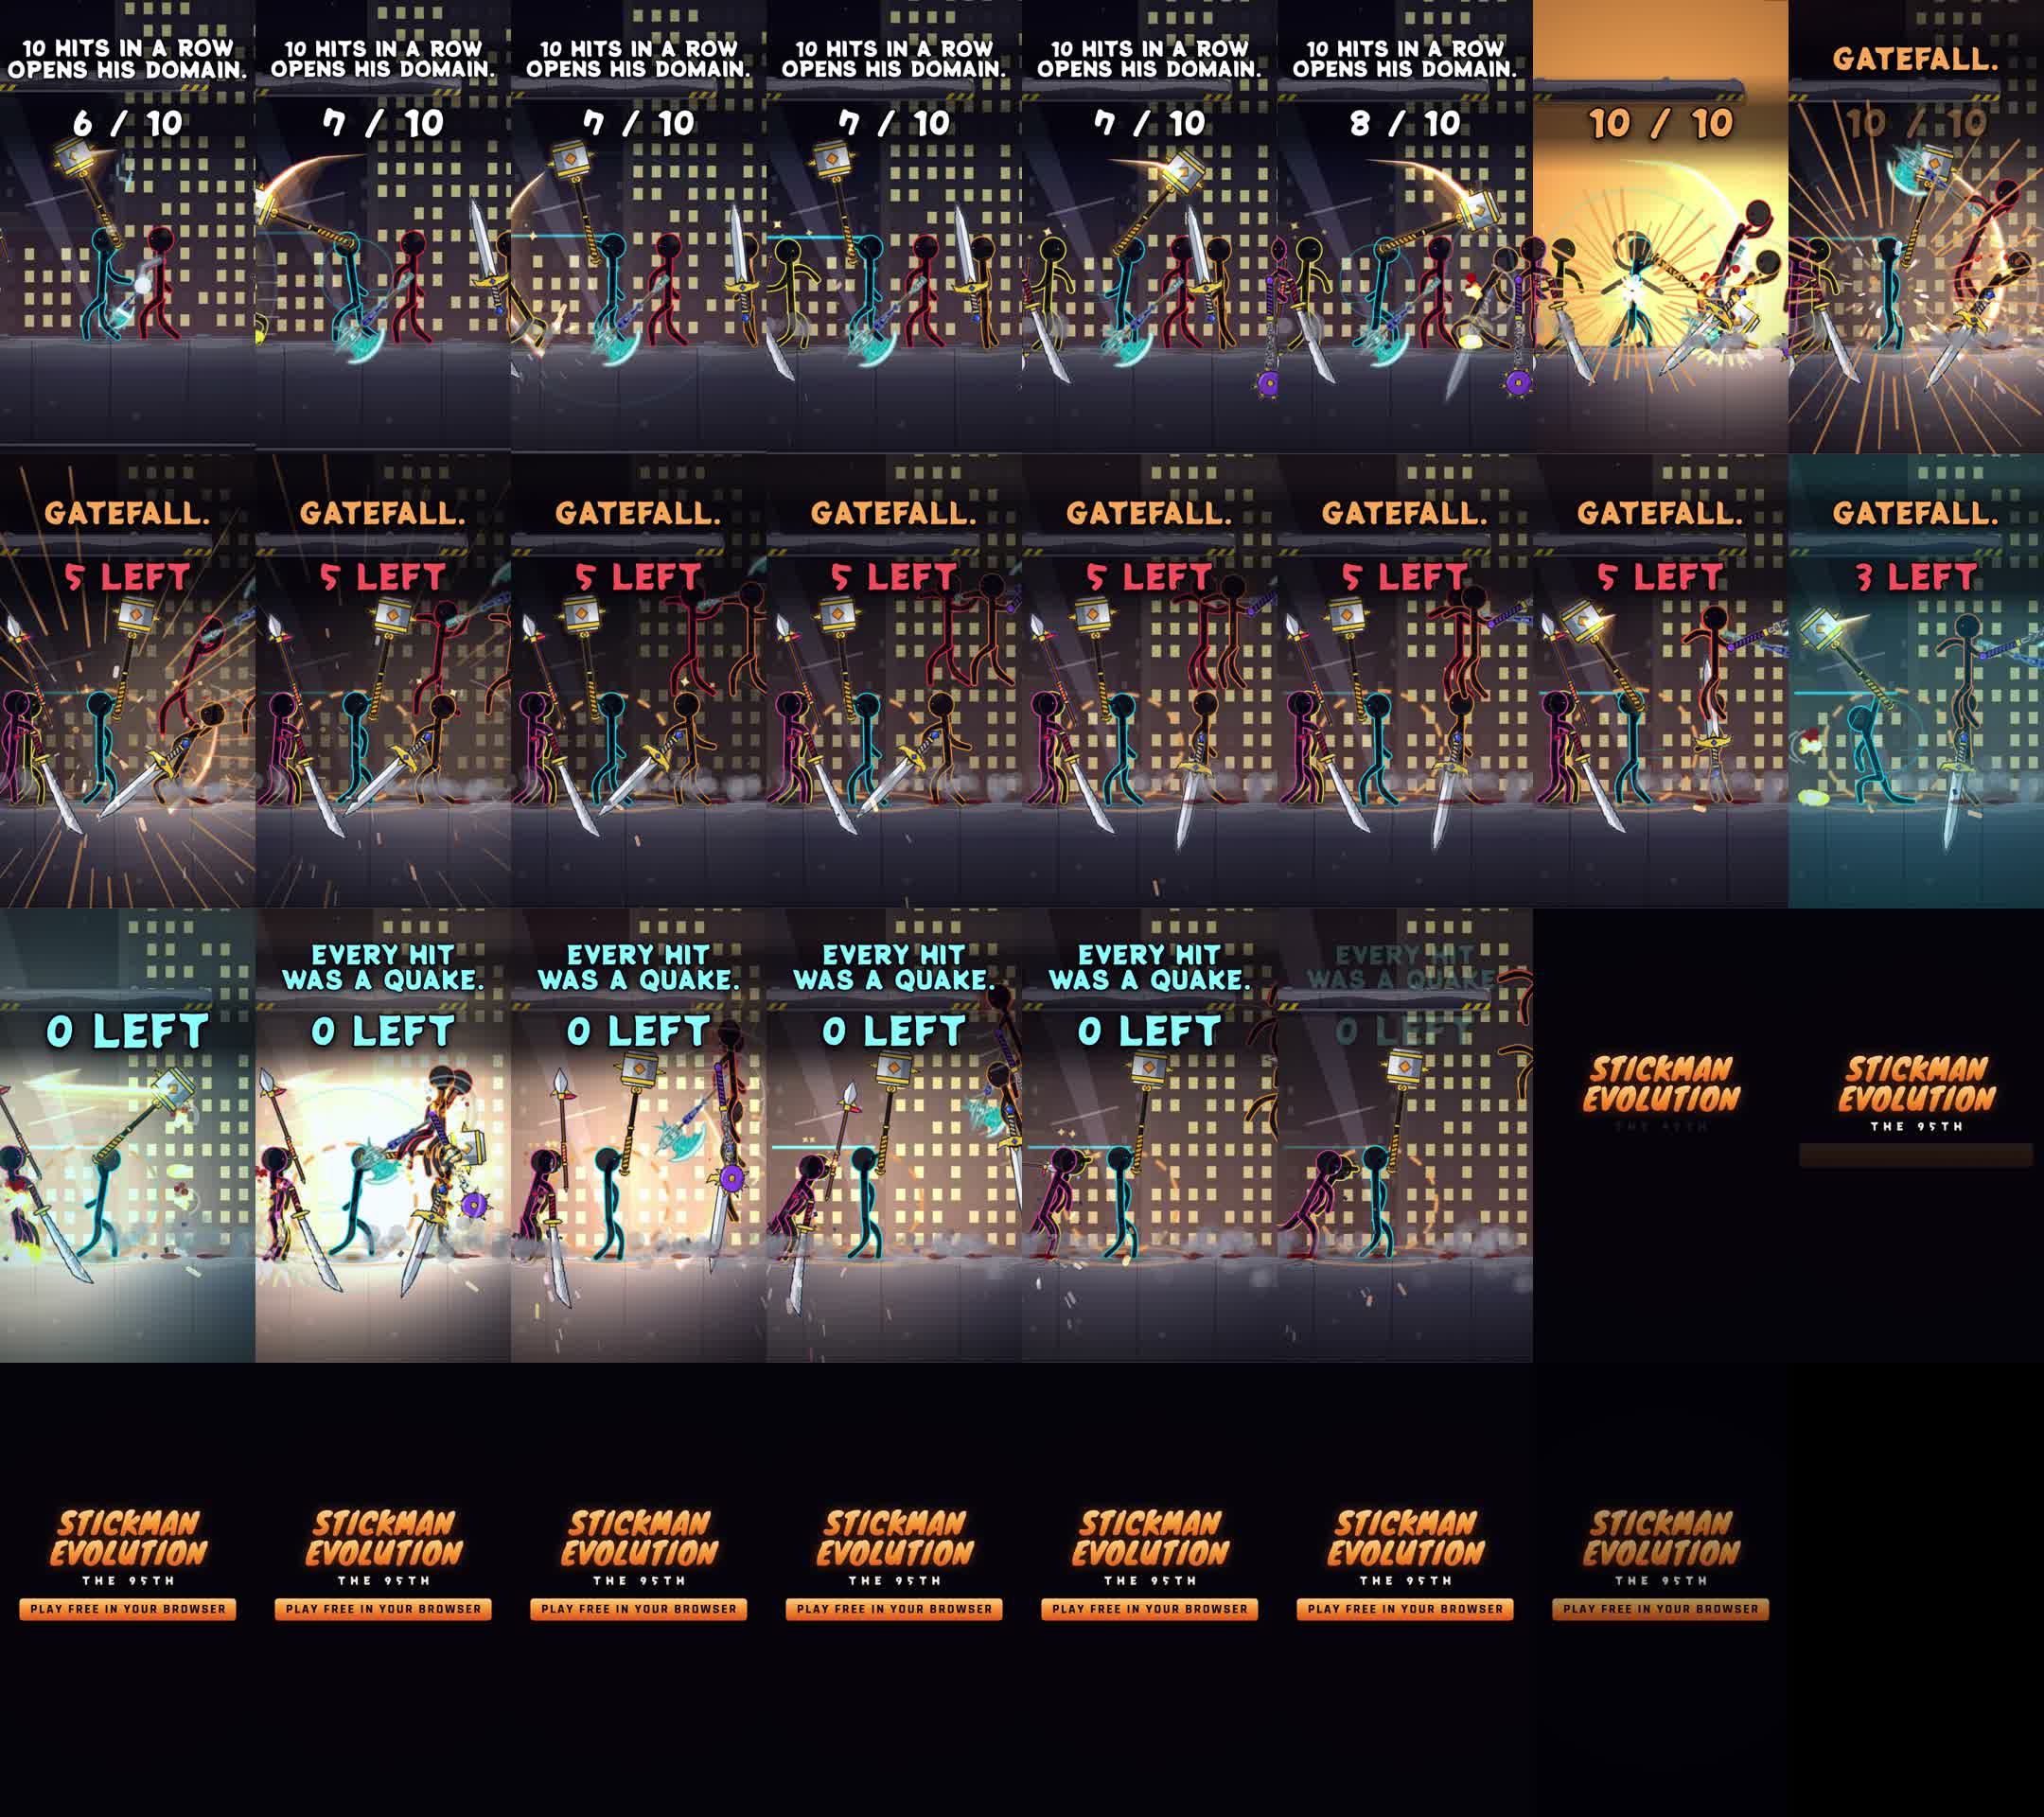 10 HITS IN A ROW
OPENS HIS DOMAIN.
6 / 10
10 HITS IN A ROW
OPENS HIS DOMAIN.
7 / 10
10 HITS IN A ROW
OPENS HIS DOMAIN.
7 / 10
10 HITS IN A ROW
OPENS HIS DOMAIN.
7 / 10
10 HITS IN A ROW
OPENS HIS DOMAIN.
7 / 10
10 HITS IN A ROW
OPENS HIS DOMAIN.
8 / 10
10 / 10
GATEFALL.
10 / 10
GATEFALL.
5 LEFT
GATEFALL.
5 LEFT
GATEFALL.
5 LEFT
GATEFALL.
5 LEFT
GATEFALL.
5 LEFT
GATEFALL.
5 LEFT
GATEFALL.
5 LEFT
GATEFALL.
3 LEFT
0 LEFT
EVERY HIT
WAS A QUAKE.
0 LEFT
EVERY HIT
WAS A QUAKE.
0 LEFT
EVERY HIT
WAS A QUAKE.
0 LEFT
EVERY HIT
WAS A QUAKE.
0 LEFT
EVERY HIT
WAS A QUAKE
0 LEFT
STICKMAN
EVOLUTION
THE 95TH
STICKMAN
EVOLUTION
THE 95TH
STICKMAN
EVOLUTION
THE 95TH
PLAY FREE IN YOUR BROWSER
STICKMAN
EVOLUTION
THE 95TH
PLAY FREE IN YOUR BROWSER
STICKMAN
EVOLUTION
THE 95TH
PLAY FREE IN YOUR BROWSER
STICKMAN
EVOLUTION
THE 95TH
PLAY FREE IN YOUR BROWSER
STICKMAN
EVOLUTION
THE 95TH
PLAY FREE IN YOUR BROWSER
STICKMAN
EVOLUTION
THE 95TH
PLAY FREE IN YOUR BROWSER
STICKMAN
EVOLUTION
THE 95TH
PLAY FREE IN YOUR BROWSER